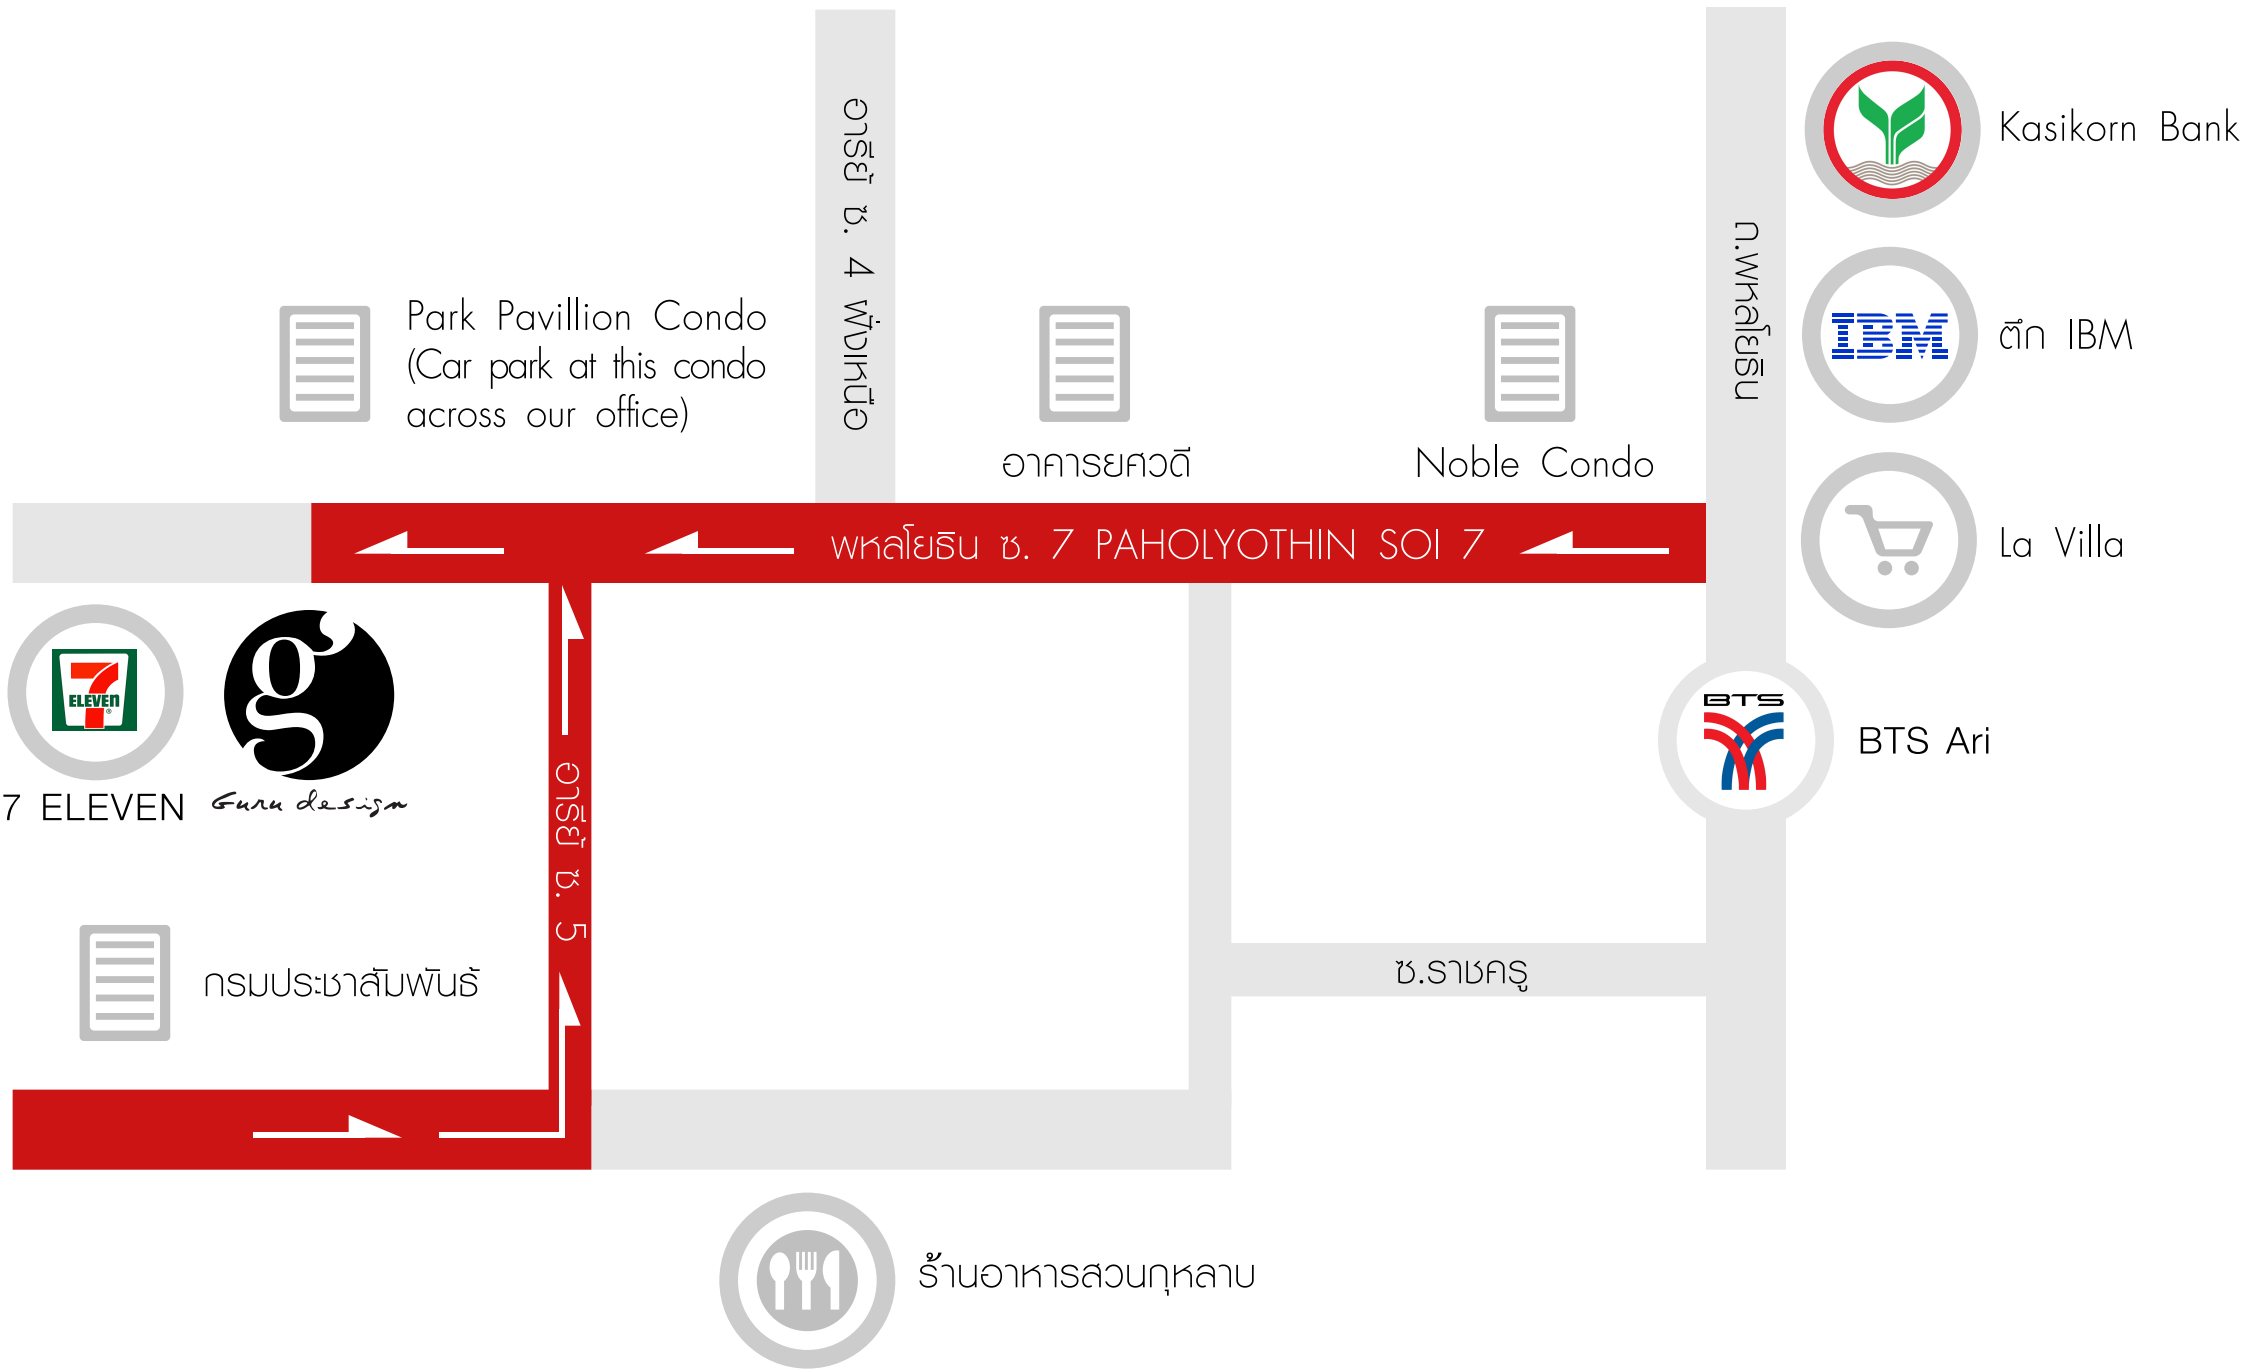 Kasikorn Bank
อารีย์ ซ. 4 ฝั่งเหนือ
ถ.พหลโยธิน
Park Pavillion Condo
(Car park at this condo
across our office)
IBM
ตึก IBM
อาคารยศวดี
Noble Condo
พหลโยธิน ซ. 7 PAHOLYOTHIN SOI 7
La Villa
7
ELEVEN
®
g
BTS
BTS Ari
7 ELEVEN
Guru design
อารีย์ ซ. 5
กรมประชาสัมพันธ์
ซ.ราชครู
ร้านอาหารสวนกุหลาบ